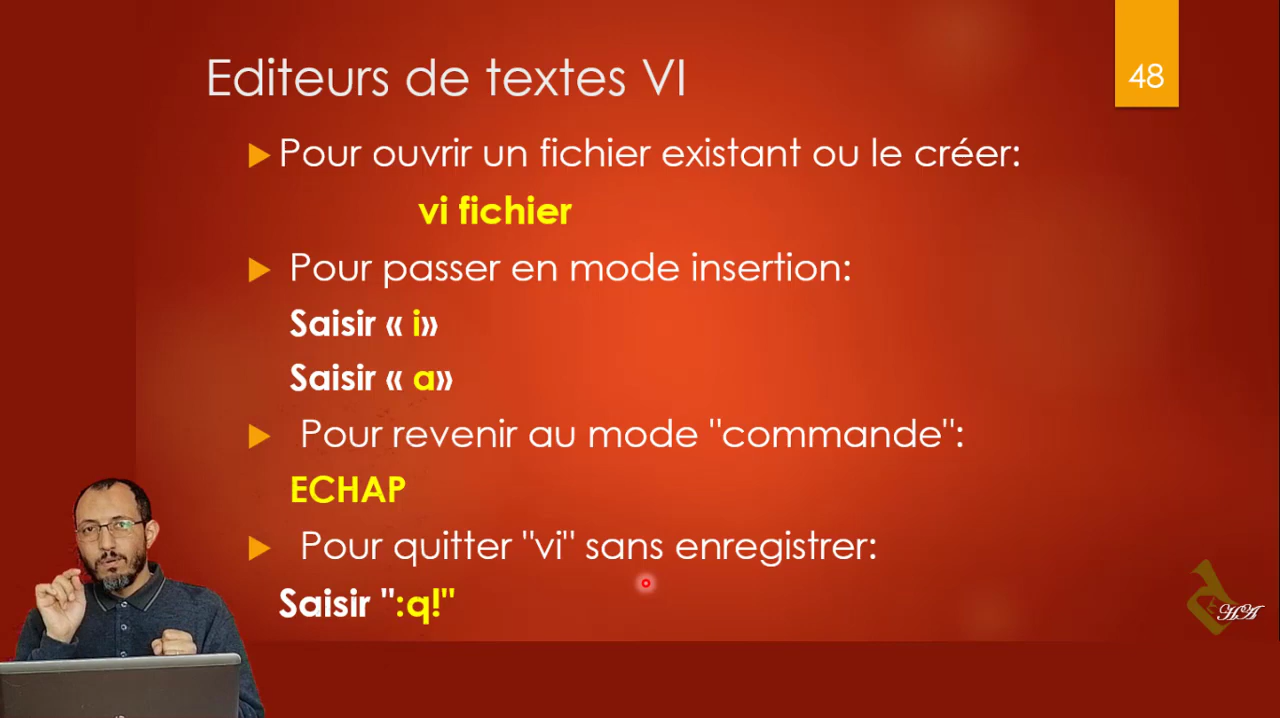 Editeurs de textes VI
48
Pour ouvrir un fichier existant ou le créer:
vi fichier
Pour passer en mode insertion:
Saisir « i»
Saisir « a»
Pour revenir au mode "commande":
ECHAP
Pour quitter "vi" sans enregistrer:
Saisir ":q!"
HA